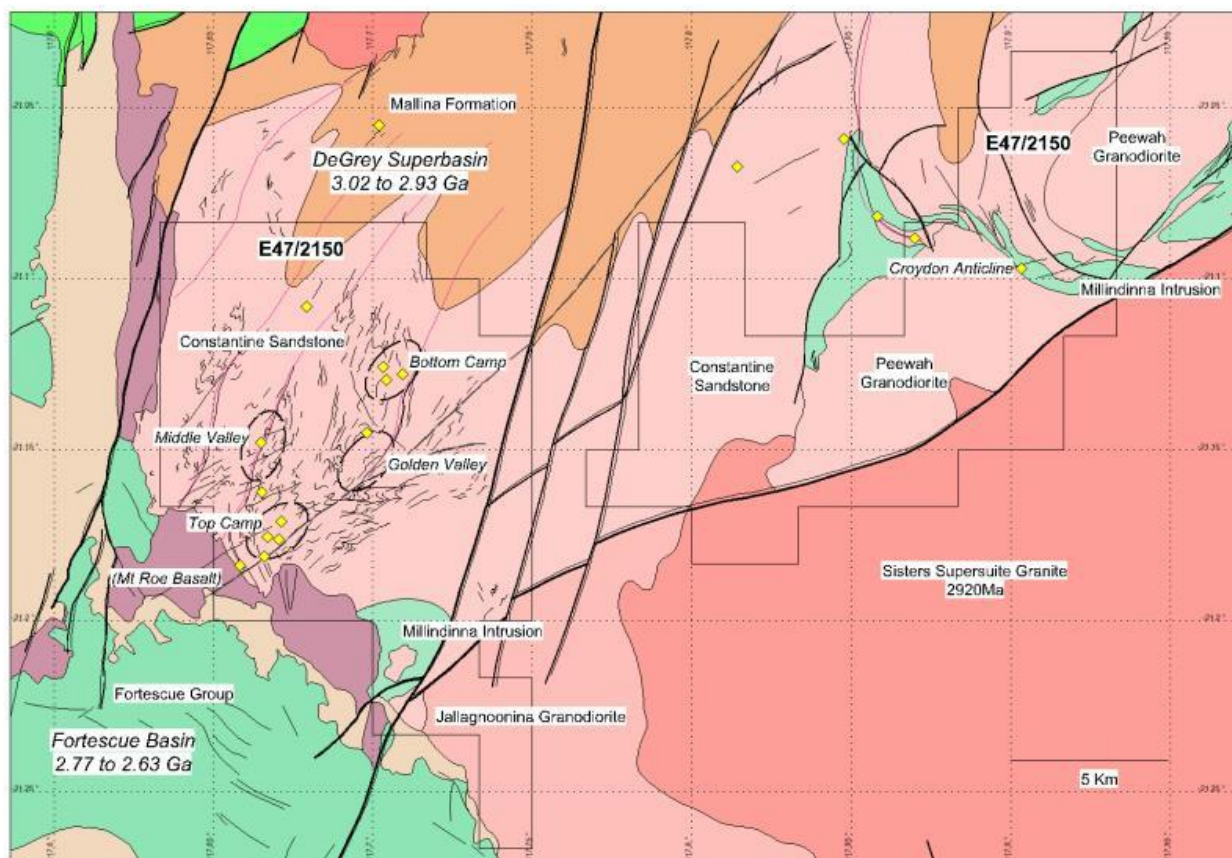 Mallina Formation
DeGrey Superbasin
3.02 to 2.93 Ga
E47/2150
Peewah
Granodiorite
E47/2150
Croydon Anticline
Millindinna Intrusion
Constantine Sandstone
Bottom Camp
Constantine
Sandstone
Peewah
Granodiorite
Middle Valley
Golden Valley
Top Camp
(Mt Roe Basalt)
Sisters Supersuite Granite
2920Ma
Millindinna Intrusion
Fortescue Group
Jallagnoonina Granodiorite
Fortescue Basin
2.77 to 2.63 Ga
5 Km